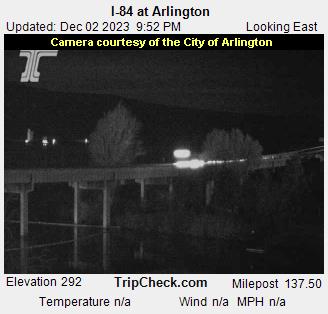 I-84 at Arlington
Updated: Dec 02 2023 9:52 PM Looking East
Camera courtesy of the City of Arlington
Elevation 292 TripCheck.com Milepost 137.50
Temperature n/a Wind n/a MPH n/a